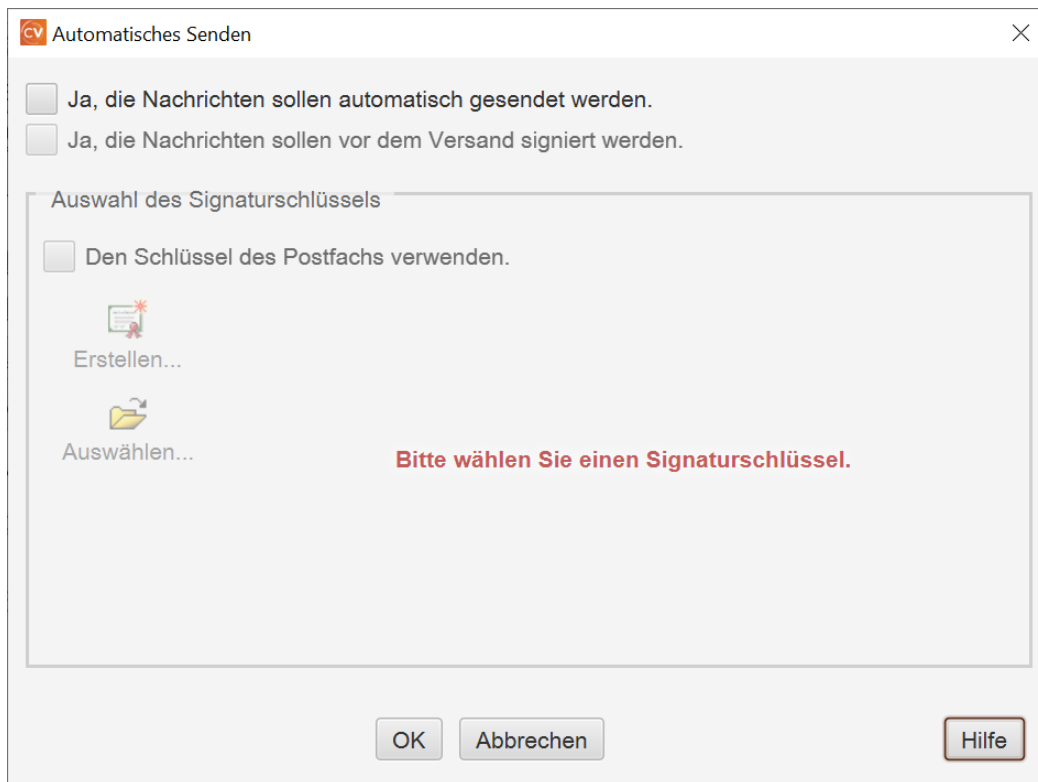 CV Automatisches Senden
Ja, die Nachrichten sollen automatisch gesendet werden.
Ja, die Nachrichten sollen vor dem Versand signiert werden.
Auswahl des Signaturschlüssels
Den Schlüssel des Postfachs verwenden.
Erstellen...
Auswählen...
Bitte wählen Sie einen Signaturschlüssel.
OK Abbrechen Hilfe